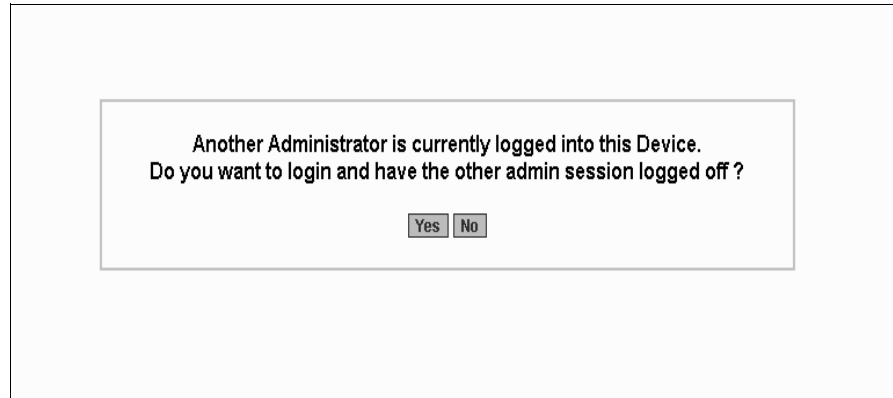 Another Administrator is currently logged into this Device.
Do you want to login and have the other admin session logged off ?
Yes No